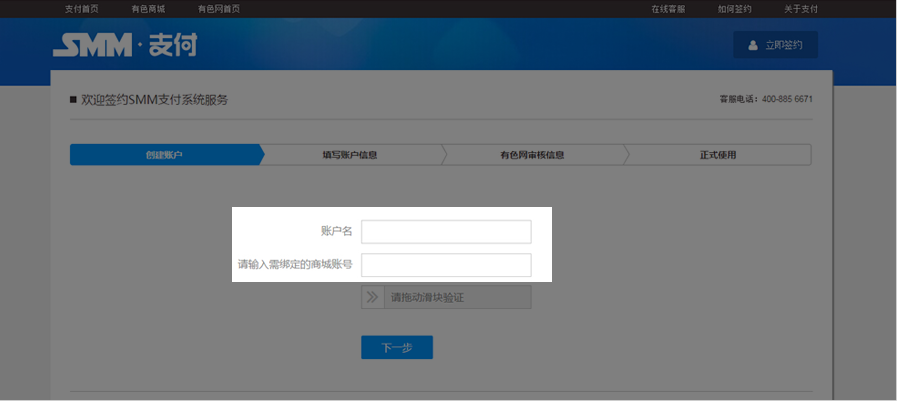 支付首页 有色商城 有色网首页 在线客服 如何签约 关于支付
SMM·支付 立即签约
欢迎签约SMM支付系统服务 客服电话：400-885 6671
创建账户 填写账户信息 有色网审核信息 正式使用
账户名
请输入需绑定的商城账号
请拖动滑块验证
下一步